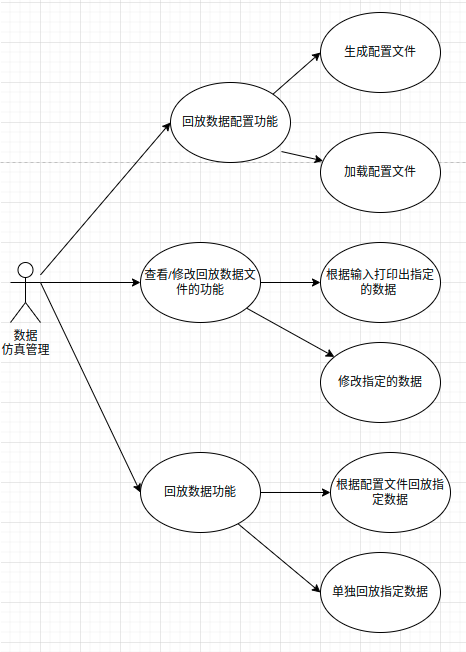 生成配置文件
回放数据配置功能
加载配置文件
数据
仿真管理
查看/修改回放数据文
件的功能
根据输入打印出指定
的数据
修改指定的数据
回放数据功能
根据配置文件回放指
定数据
单独回放指定数据